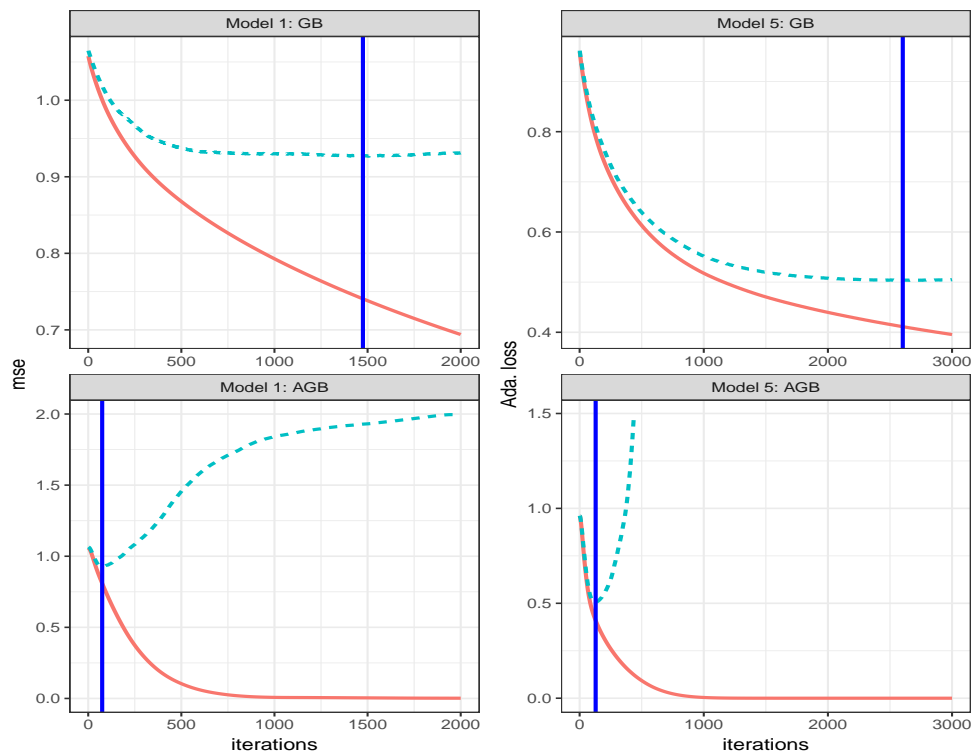 Model 1: GB
1.0
0.9
0.8
0.7
0 500 1000 1500 2000
mse
Model 5: GB
0.8
0.6
0.4
0 1000 2000 3000
Ada. loss
Model 1: AGB
2.0
1.5
1.0
0.5
0.0
0 500 1000 1500 2000
iterations
Model 5: AGB
1.5
1.0
0.5
0.0
0 1000 2000 3000
iterations